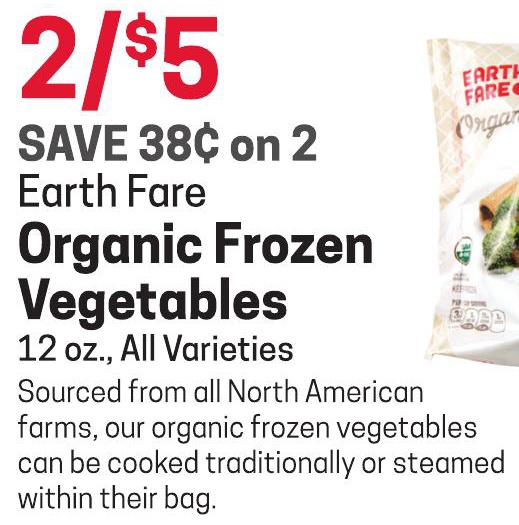 2/$5
SAVE 38¢ on 2
Earth Fare
Organic Frozen
Vegetables
12 oz., All Varieties
Sourced from all North American
farms, our organic frozen vegetables
can be cooked traditionally or steamed
within their bag.
EARTH
FARE
Organ